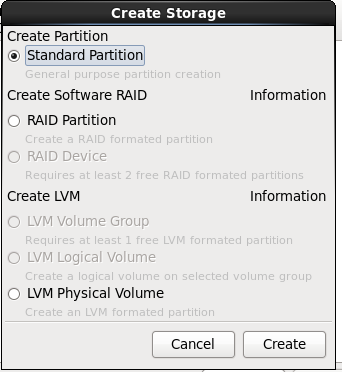 Create Storage
Create Partition
Standard Partition
General purpose partition creation
Create Software RAID Information
RAID Partition
Create a RAID formated partition
RAID Device
Requires at least 2 free RAID formated partitions
Create LVM Information
LVM Volume Group
Requires at least 1 free LVM formated partition
LVM Logical Volume
Create a logical volume on selected volume group
LVM Physical Volume
Create an LVM formated partition
Cancel Create